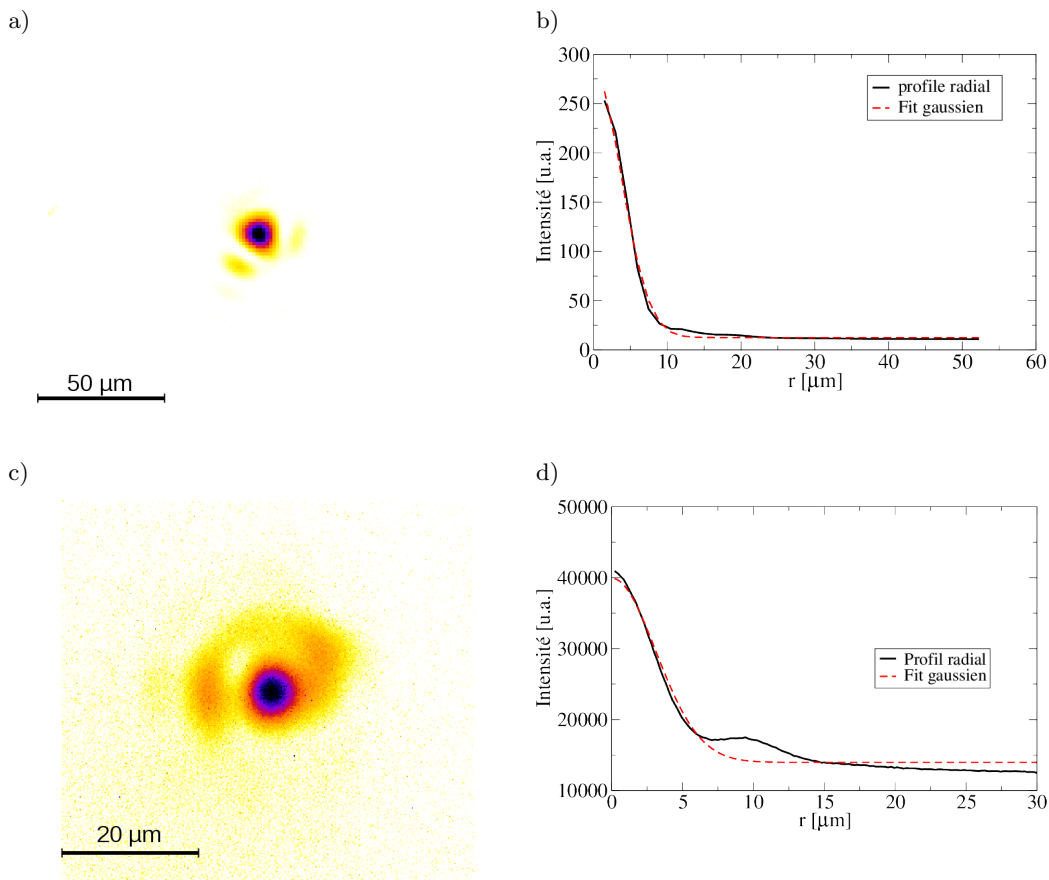 a)
50 µm
b)
300
250
200
150
100
50
0
0 10 20 30 40 50 60
Intensité [u.a.]
r [µm]
profile radial
Fit gaussien
c)
20 µm
d)
50000
40000
30000
20000
10000
0 5 10 15 20 25 30
Intensité [u.a.]
r [µm]
Profil radial
Fit gaussien